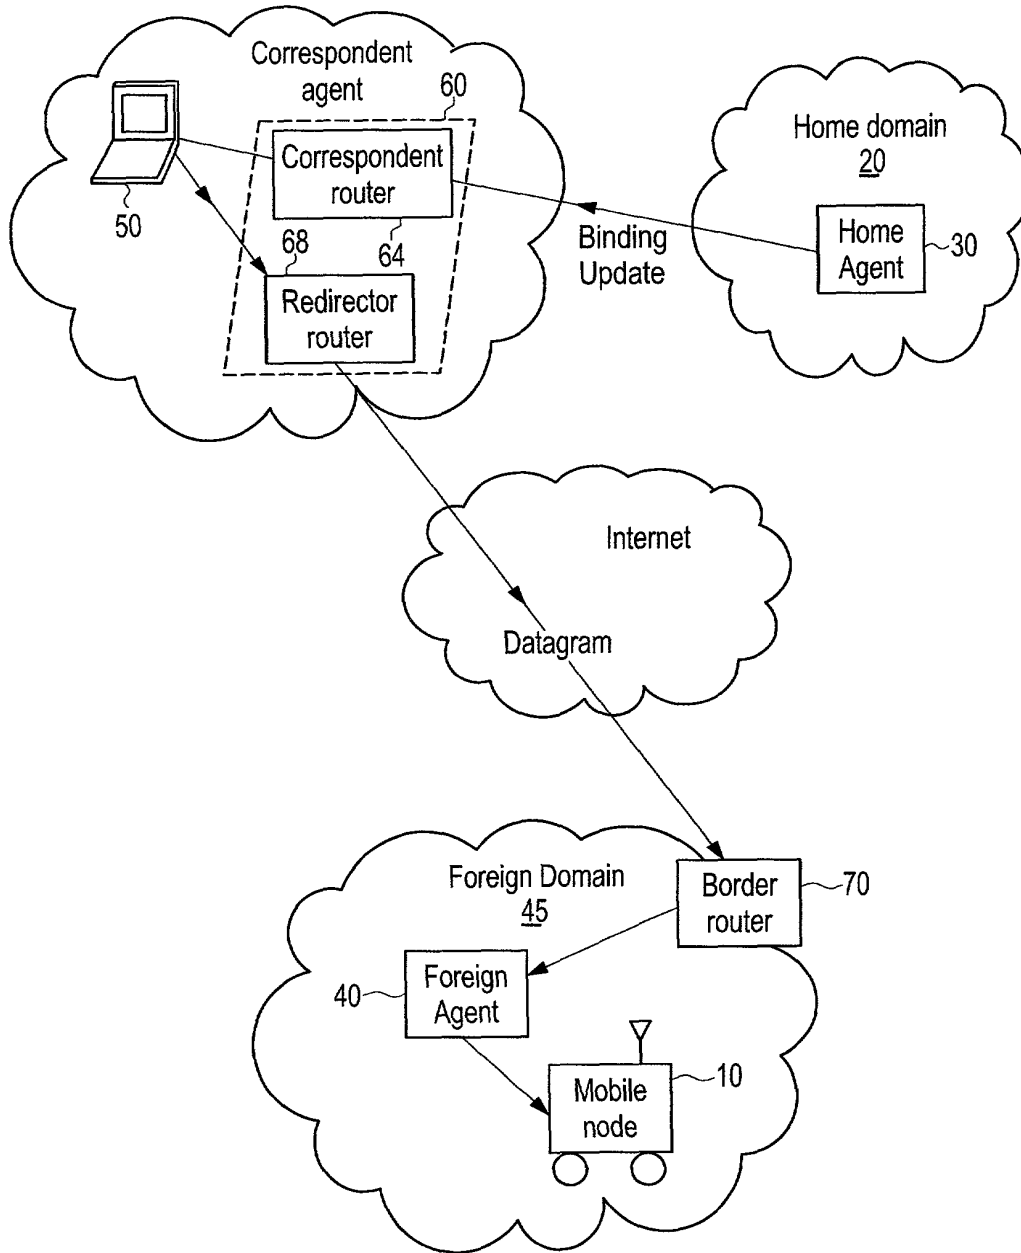 Correspondent
agent
60
Correspondent
router
64
50
68
Redirector
router
Binding
Update
Home domain
20
Home
Agent
30
Internet
Datagram
Foreign Domain
45
Border
router
70
Foreign
Agent
40
Mobile
node
10